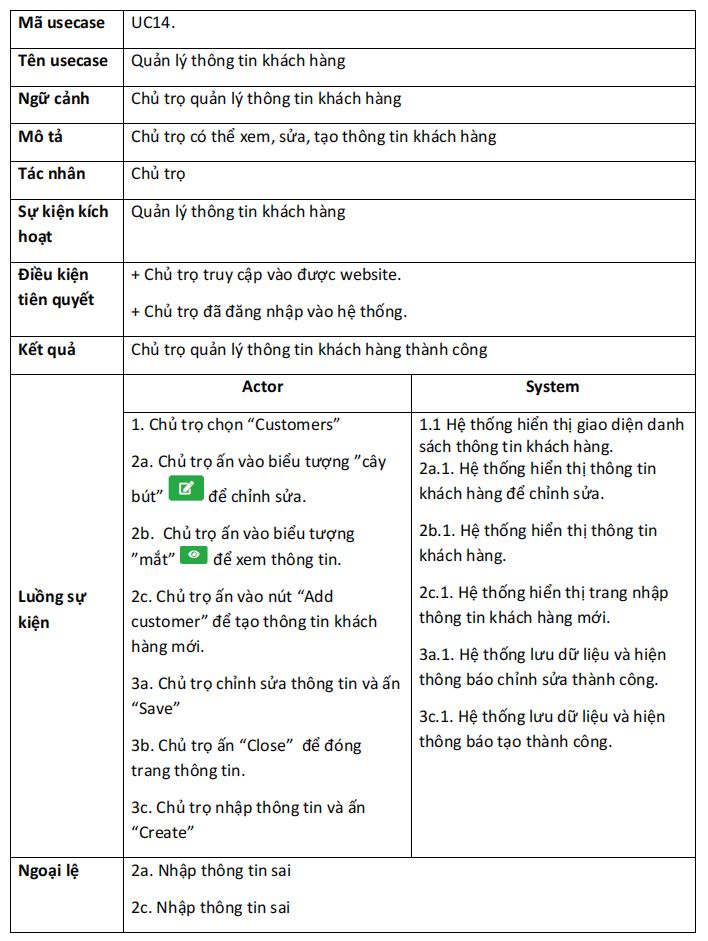 Mã usecase
UC14.
Tên usecase
Quản lý thông tin khách hàng
Ngữ cảnh
Chủ trọ quản lý thông tin khách hàng
Mô tả
Chủ trọ có thể xem, sửa, tạo thông tin khách hàng
Tác nhân
Chủ trọ
Sự kiện kích
hoạt
Quản lý thông tin khách hàng
Điều kiện
tiên quyết
+ Chủ trọ truy cập vào được website.
+ Chủ trọ đã đăng nhập vào hệ thống.
Kết quả
Chủ trọ quản lý thông tin khách hàng thành công
Luồng sự
kiện
Actor
1. Chủ trọ chọn “Customers”
2a. Chủ trọ ấn vào biểu tượng ”cây
bút” để chỉnh sửa.
2b.  Chủ trọ ấn vào biểu tượng
”mắt” để xem thông tin.
2c. Chủ trọ ấn vào nút “Add
customer” để tạo thông tin khách
hàng mới.
3a. Chủ trọ chỉnh sửa thông tin và ấn
“Save”
3b. Chủ trọ ấn “Close”  để đóng
trang thông tin.
3c. Chủ trọ nhập thông tin và ấn
“Create”
System
1.1 Hệ thống hiển thị giao diện danh
sách thông tin khách hàng.
2a.1. Hệ thống hiển thị thông tin
khách hàng để chỉnh sửa.
2b.1. Hệ thống hiển thị thông tin
khách hàng.
2c.1. Hệ thống hiển thị trang nhập
thông tin khách hàng mới.
3a.1. Hệ thống lưu dữ liệu và hiện
thông báo chỉnh sửa thành công.
3c.1. Hệ thống lưu dữ liệu và hiện
thông báo tạo thành công.
Ngoại lệ
2a. Nhập thông tin sai
2c. Nhập thông tin sai